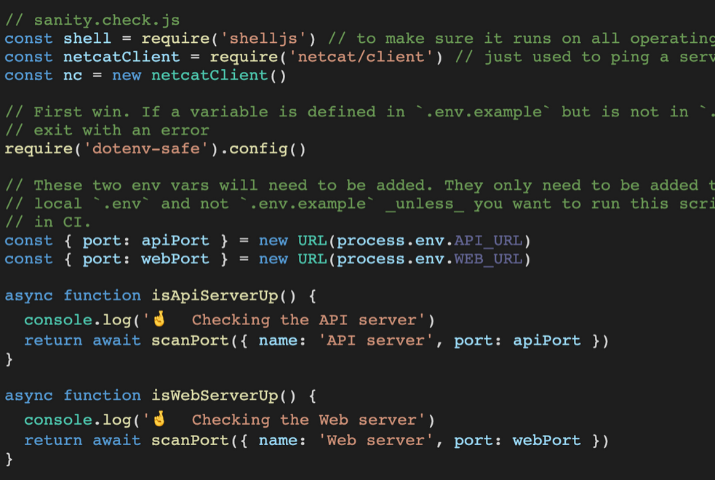 // sanity.check.js
const shell = require('shelljs') // to make sure it runs on all operating
const netcatClient = require('netcat/client') // just used to ping a serv
const nc = new netcatClient()
// First win. If a variable is defined in `.env.example` but is not in `.
// exit with an error
require('dotenv-safe').config()
// These two env vars will need to be added. They only need to be added t
// local `.env` and not `.env.example` _unless_ you want to run this scri
// in CI.
const { port: apiPort } = new URL(process.env.API_URL)
const { port: webPort } = new URL(process.env.WEB_URL)
async function isApiServerUp() {
  console.log('🤞  Checking the API server')
  return await scanPort({ name: 'API server', port: apiPort })
}
async function isWebServerUp() {
  console.log('🤞  Checking the Web server')
  return await scanPort({ name: 'Web server', port: webPort })
}